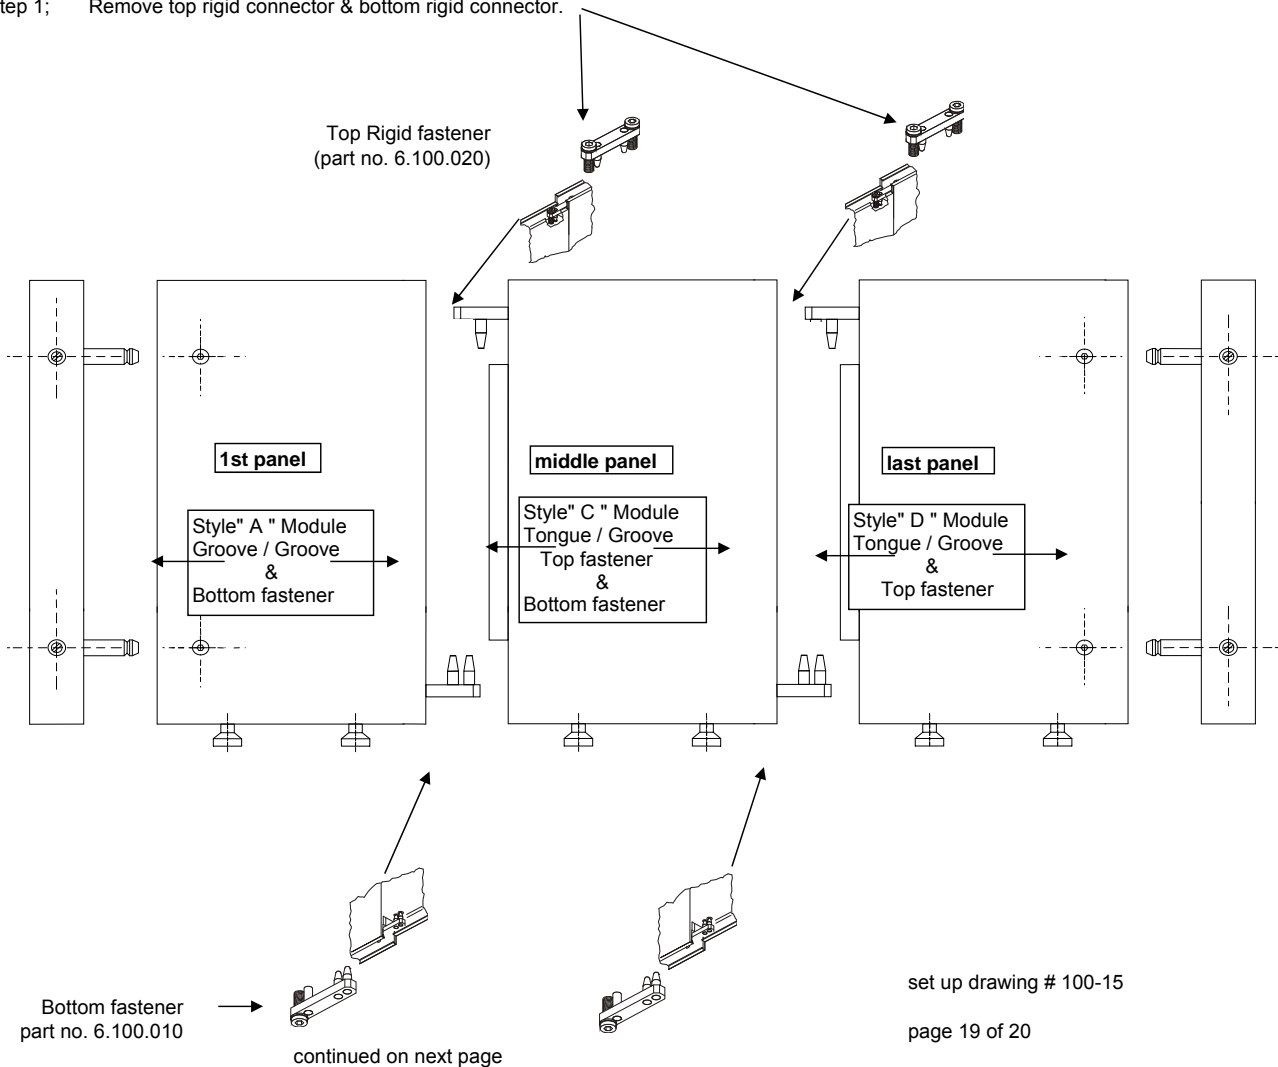 tep 1; Remove top rigid connector & bottom rigid connector.
Top Rigid fastener
(part no. 6.100.020)
1st panel
middle panel
last panel
Style" A " Module
Groove / Groove
&
Bottom fastener
Style" C " Module
Tongue / Groove
Top fastener
&
Bottom fastener
Style" D " Module
Tongue / Groove
&
Top fastener
Bottom fastener
part no. 6.100.010
continued on next page
set up drawing # 100-15
page 19 of 20